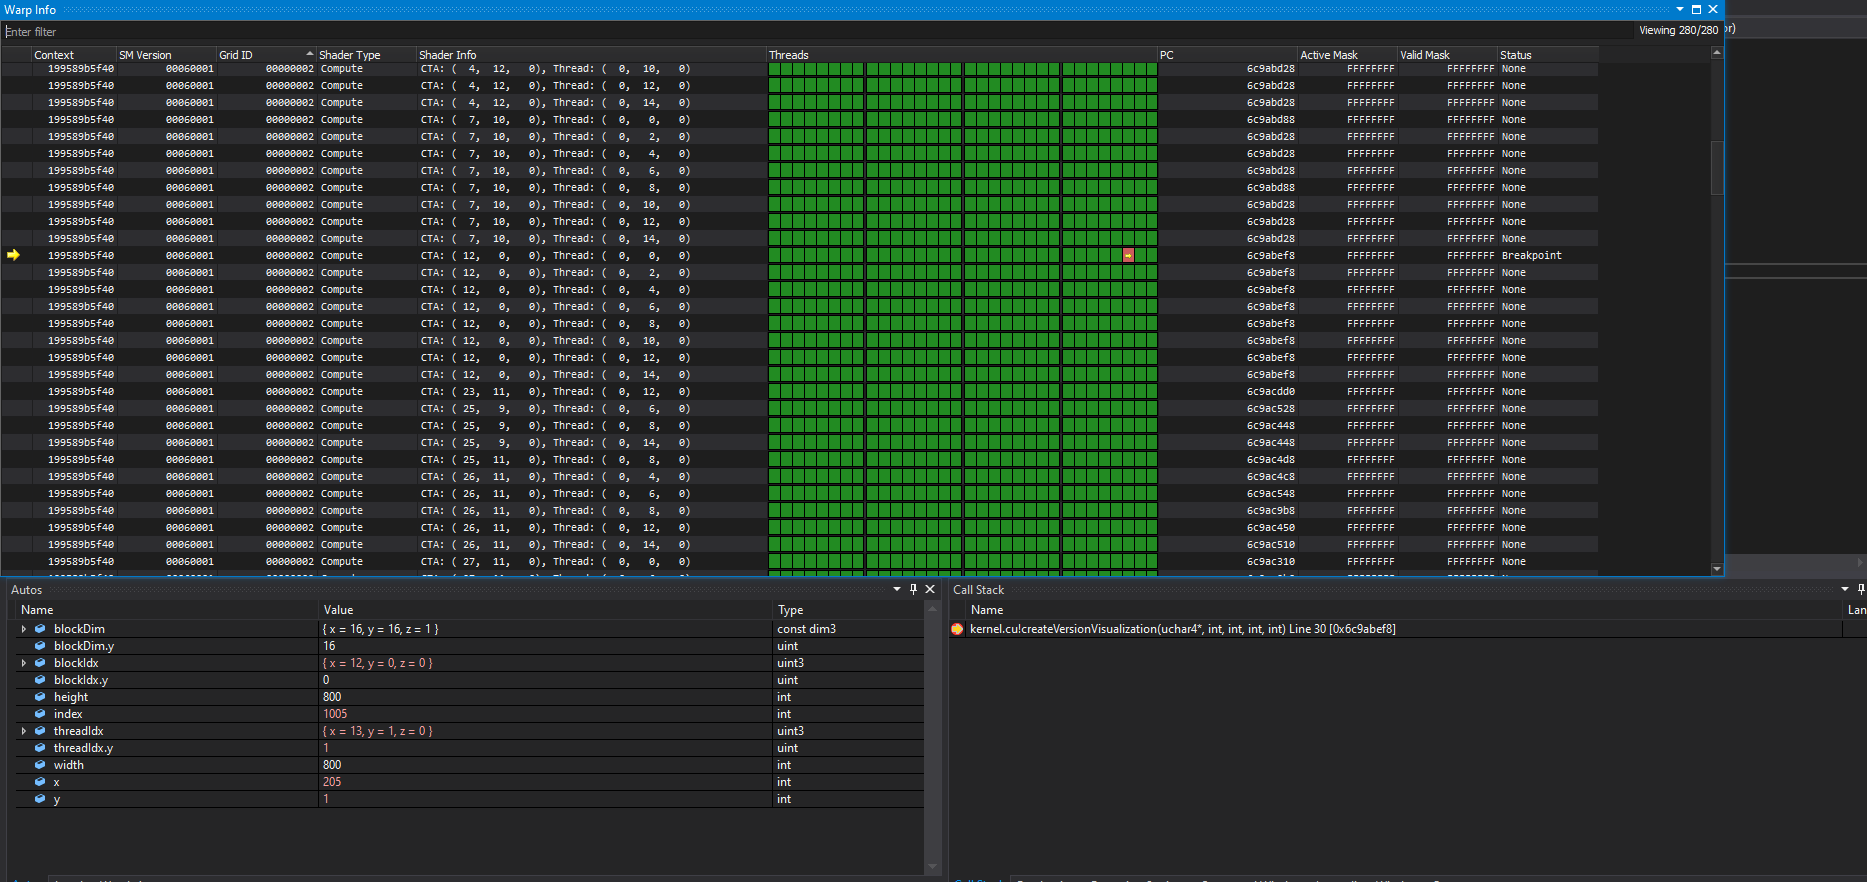 Warp Info
Enter filter Viewing 280/280
Context SM Version Grid ID Shader Type Shader Info Threads PC Active Mask Valid Mask Status
199589b5f40 00060001 00000002 Compute CTA: ( 4, 12, 0), Thread: ( 0, 10, 0) 6c9abd28 FFFFFFFF FFFFFFFF None
199589b5f40 00060001 00000002 Compute CTA: ( 4, 12, 0), Thread: ( 0, 12, 0) 6c9abd28 FFFFFFFF FFFFFFFF None
199589b5f40 00060001 00000002 Compute CTA: ( 4, 12, 0), Thread: ( 0, 14, 0) 6c9abd28 FFFFFFFF FFFFFFFF None
199589b5f40 00060001 00000002 Compute CTA: ( 7, 10, 0), Thread: ( 0, 0, 0) 6c9abd88 FFFFFFFF FFFFFFFF None
199589b5f40 00060001 00000002 Compute CTA: ( 7, 10, 0), Thread: ( 0, 2, 0) 6c9abd28 FFFFFFFF FFFFFFFF None
199589b5f40 00060001 00000002 Compute CTA: ( 7, 10, 0), Thread: ( 0, 4, 0) 6c9abd28 FFFFFFFF FFFFFFFF None
199589b5f40 00060001 00000002 Compute CTA: ( 7, 10, 0), Thread: ( 0, 6, 0) 6c9abd28 FFFFFFFF FFFFFFFF None
199589b5f40 00060001 00000002 Compute CTA: ( 7, 10, 0), Thread: ( 0, 8, 0) 6c9abd88 FFFFFFFF FFFFFFFF None
199589b5f40 00060001 00000002 Compute CTA: ( 7, 10, 0), Thread: ( 0, 10, 0) 6c9abd28 FFFFFFFF FFFFFFFF None
199589b5f40 00060001 00000002 Compute CTA: ( 7, 10, 0), Thread: ( 0, 12, 0) 6c9abd28 FFFFFFFF FFFFFFFF None
199589b5f40 00060001 00000002 Compute CTA: ( 7, 10, 0), Thread: ( 0, 14, 0) 6c9abd28 FFFFFFFF FFFFFFFF None
199589b5f40 00060001 00000002 Compute CTA: ( 12, 0, 0), Thread: ( 0, 0, 0) 6c9abef8 FFFFFFFF FFFFFFFF Breakpoint
199589b5f40 00060001 00000002 Compute CTA: ( 12, 0, 0), Thread: ( 0, 2, 0) 6c9abef8 FFFFFFFF FFFFFFFF None
199589b5f40 00060001 00000002 Compute CTA: ( 12, 0, 0), Thread: ( 0, 4, 0) 6c9abef8 FFFFFFFF FFFFFFFF None
199589b5f40 00060001 00000002 Compute CTA: ( 12, 0, 0), Thread: ( 0, 6, 0) 6c9abef8 FFFFFFFF FFFFFFFF None
199589b5f40 00060001 00000002 Compute CTA: ( 12, 0, 0), Thread: ( 0, 8, 0) 6c9abef8 FFFFFFFF FFFFFFFF None
199589b5f40 00060001 00000002 Compute CTA: ( 12, 0, 0), Thread: ( 0, 10, 0) 6c9abef8 FFFFFFFF FFFFFFFF None
199589b5f40 00060001 00000002 Compute CTA: ( 12, 0, 0), Thread: ( 0, 12, 0) 6c9abef8 FFFFFFFF FFFFFFFF None
199589b5f40 00060001 00000002 Compute CTA: ( 12, 0, 0), Thread: ( 0, 14, 0) 6c9abef8 FFFFFFFF FFFFFFFF None
199589b5f40 00060001 00000002 Compute CTA: ( 23, 11, 0), Thread: ( 0, 12, 0) 6c9acdd0 FFFFFFFF FFFFFFFF None
199589b5f40 00060001 00000002 Compute CTA: ( 25, 9, 0), Thread: ( 0, 6, 0) 6c9ac528 FFFFFFFF FFFFFFFF None
199589b5f40 00060001 00000002 Compute CTA: ( 25, 9, 0), Thread: ( 0, 8, 0) 6c9ac448 FFFFFFFF FFFFFFFF None
199589b5f40 00060001 00000002 Compute CTA: ( 25, 9, 0), Thread: ( 0, 14, 0) 6c9ac448 FFFFFFFF FFFFFFFF None
199589b5f40 00060001 00000002 Compute CTA: ( 25, 11, 0), Thread: ( 0, 8, 0) 6c9ac4d8 FFFFFFFF FFFFFFFF None
199589b5f40 00060001 00000002 Compute CTA: ( 26, 11, 0), Thread: ( 0, 4, 0) 6c9ac4c8 FFFFFFFF FFFFFFFF None
199589b5f40 00060001 00000002 Compute CTA: ( 26, 11, 0), Thread: ( 0, 6, 0) 6c9ac548 FFFFFFFF FFFFFFFF None
199589b5f40 00060001 00000002 Compute CTA: ( 26, 11, 0), Thread: ( 0, 8, 0) 6c9ac9b8 FFFFFFFF FFFFFFFF None
199589b5f40 00060001 00000002 Compute CTA: ( 26, 11, 0), Thread: ( 0, 12, 0) 6c9ac450 FFFFFFFF FFFFFFFF None
199589b5f40 00060001 00000002 Compute CTA: ( 26, 11, 0), Thread: ( 0, 14, 0) 6c9ac510 FFFFFFFF FFFFFFFF None
199589b5f40 00060001 00000002 Compute CTA: ( 27, 11, 0), Thread: ( 0, 0, 0) 6c9ac310 FFFFFFFF FFFFFFFF None
Autos
Name Value Type
blockDim { x = 16, y = 16, z = 1 } const dim3
blockDim.y 16 uint
blockIdx { x = 12, y = 0, z = 0 } uint3
blockIdx.y 0 uint
height 800 int
index 1005 int
threadIdx { x = 13, y = 1, z = 0 } uint3
threadIdx.y 1 uint
width 800 int
x 205 int
y 1 int
Call Stack
Name Lan
kernel.cu!createVersionVisualization(uchar4*, int, int, int, int) Line 30 [0x6c9abef8]